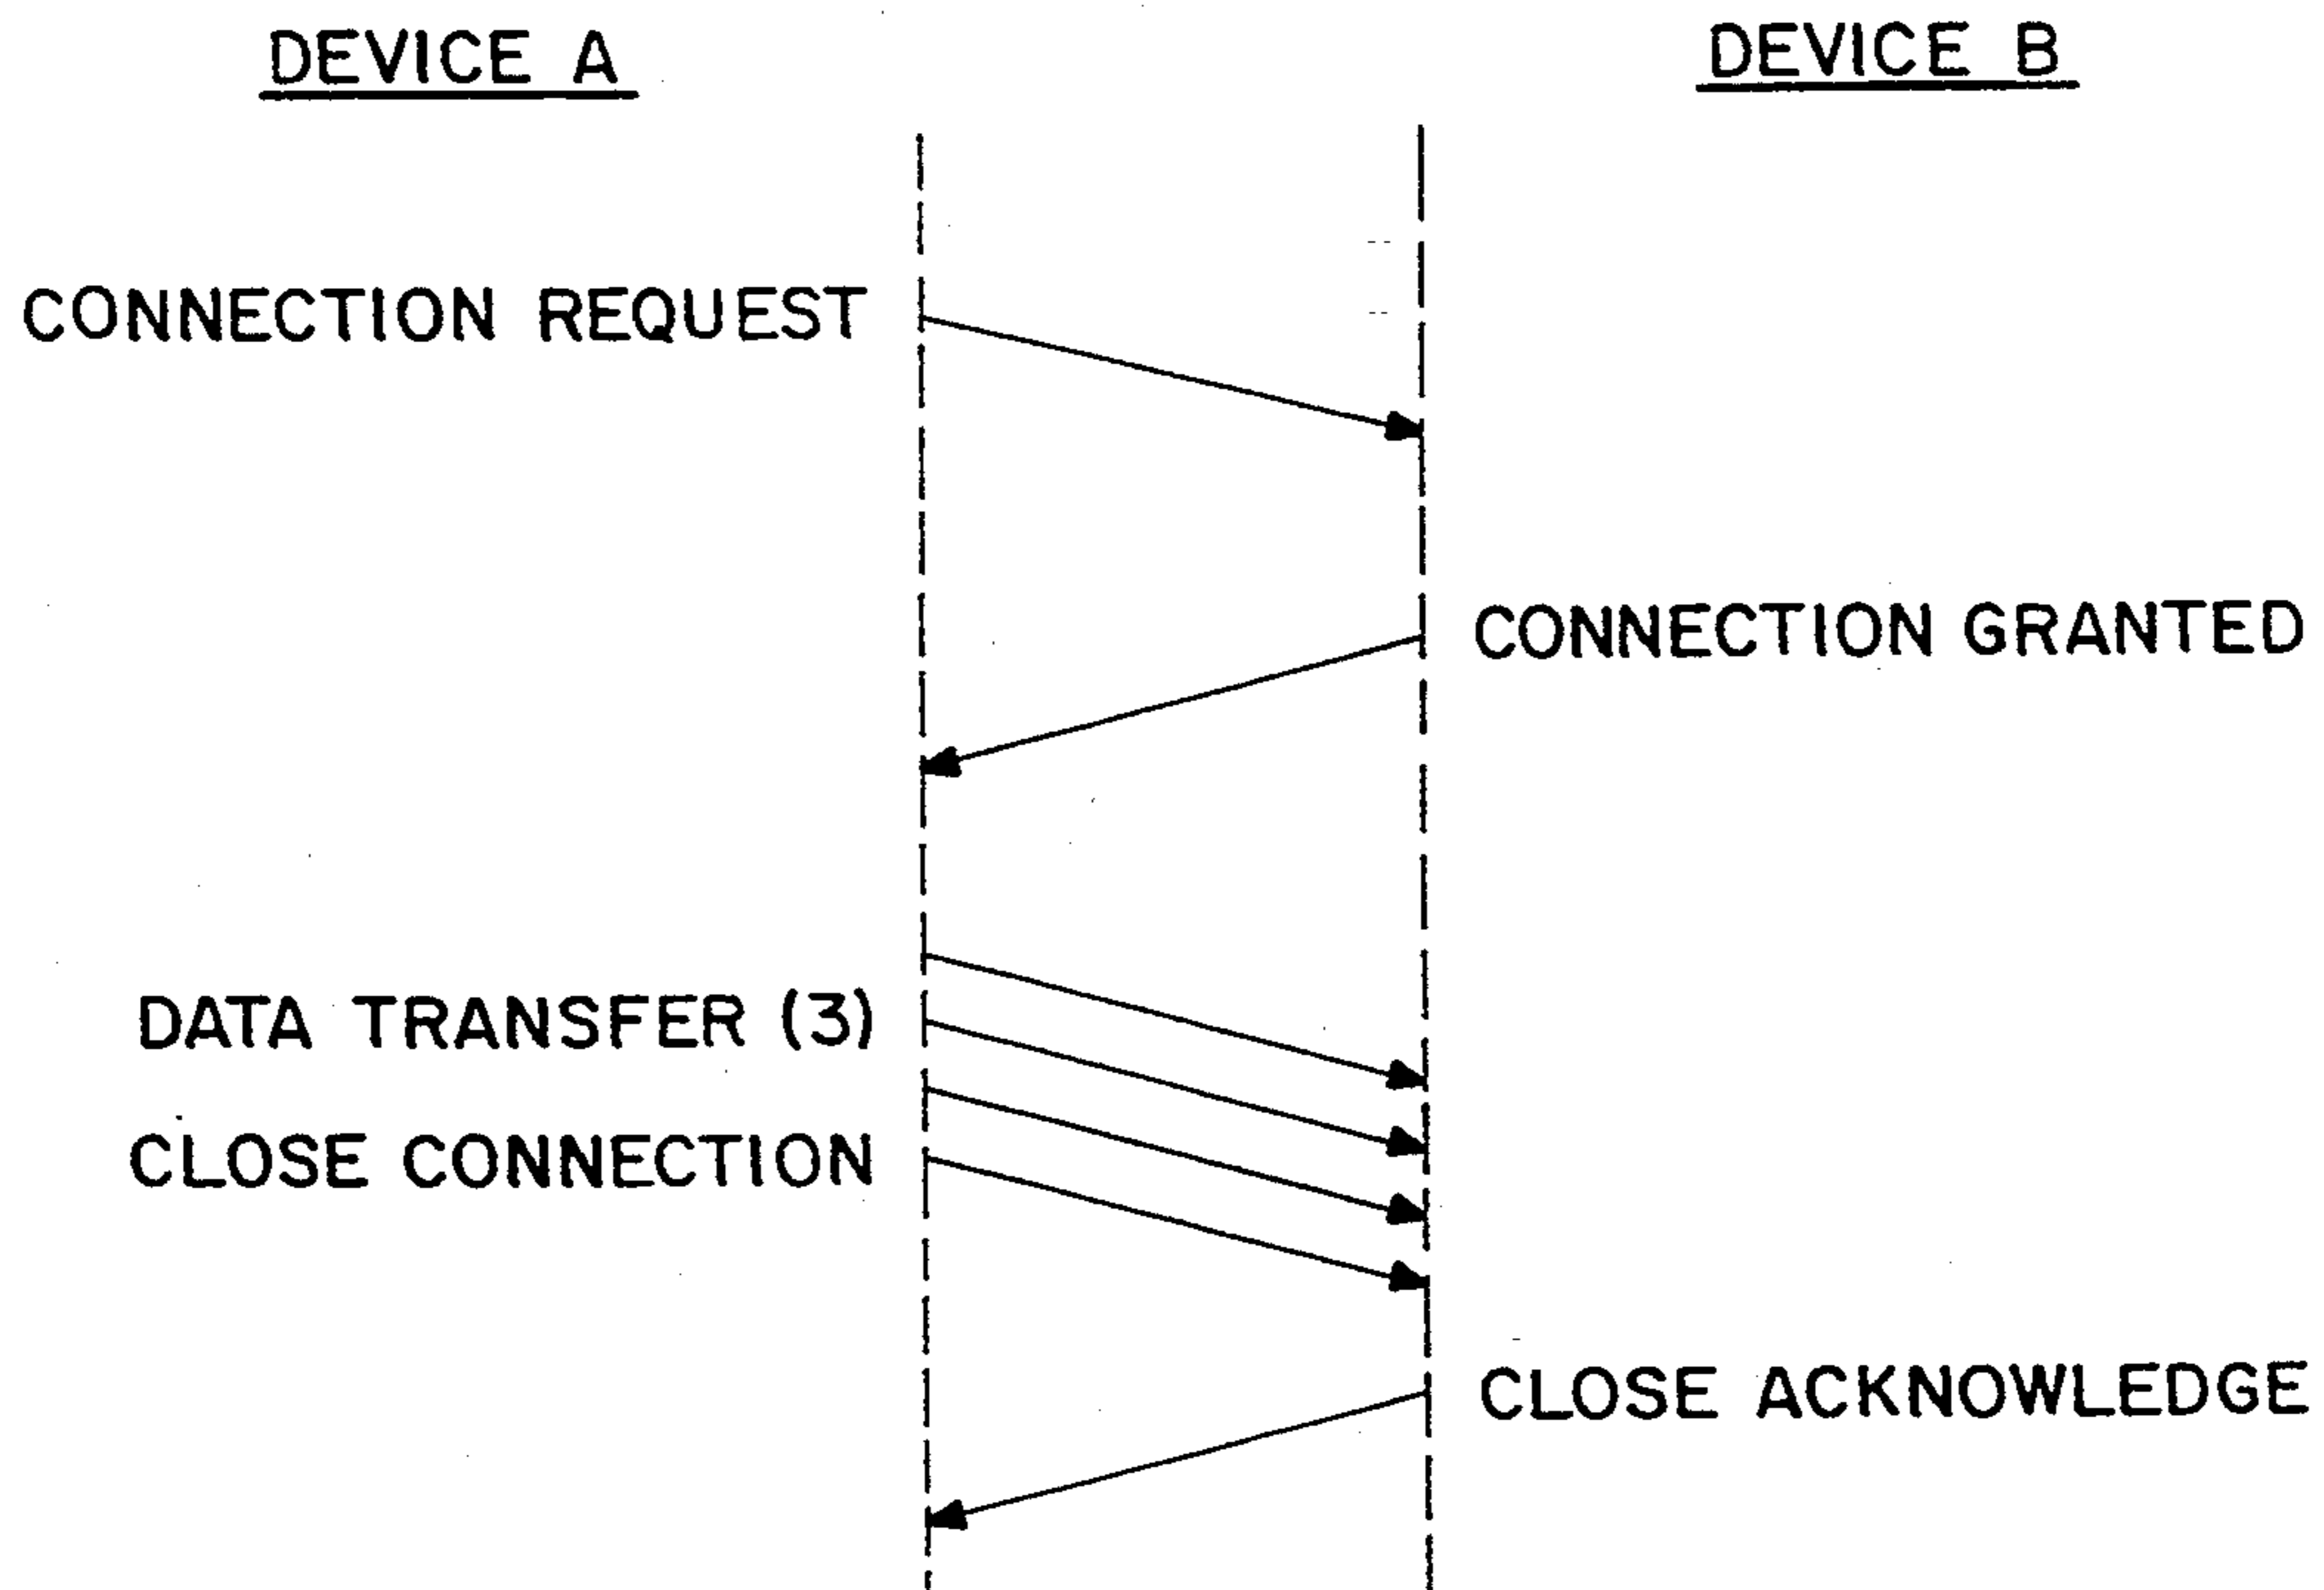 DEVICE A
DEVICE B
CONNECTION REQUEST
CONNECTION GRANTED
DATA TRANSFER (3)
CLOSE CONNECTION
CLOSE ACKNOWLEDGE